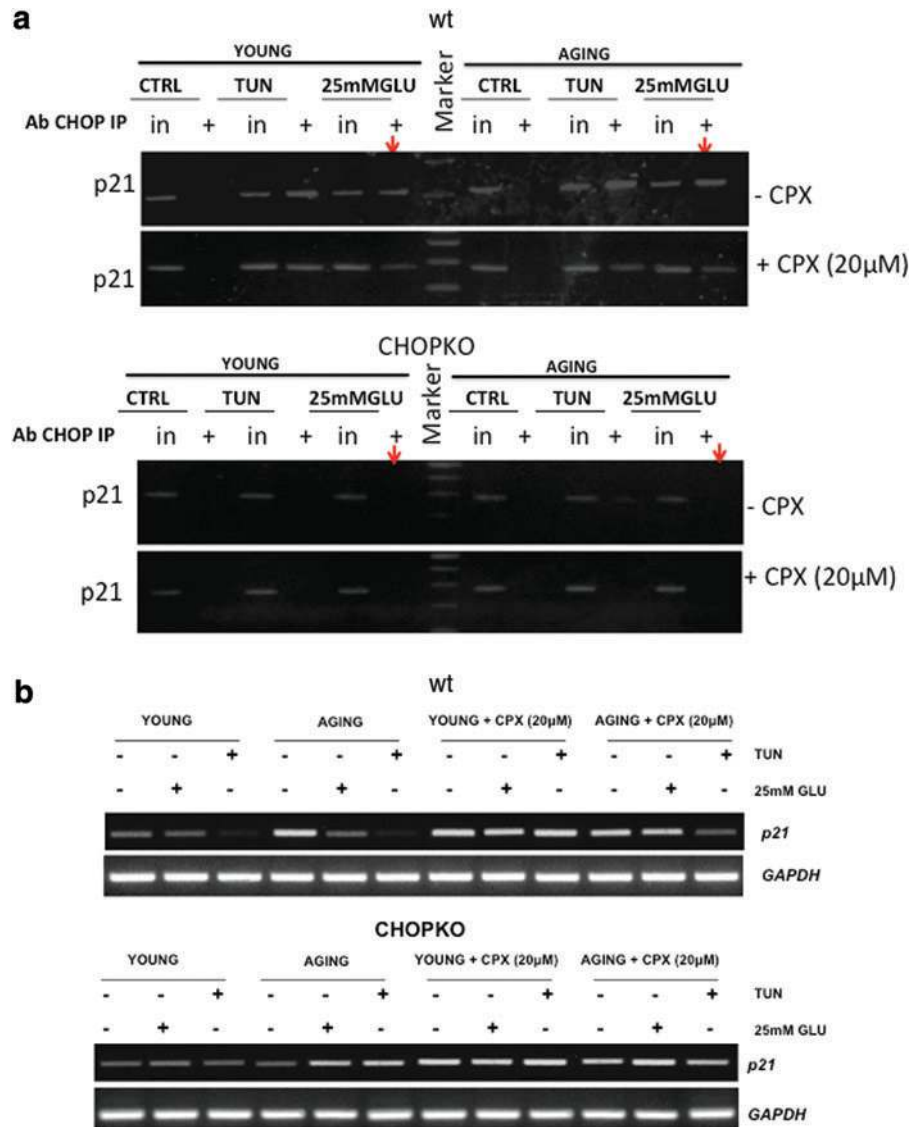 a
wt
YOUNG AGING
CTRL TUN 25mMGLU Marker CTRL TUN 25mMGLU
Ab CHOP IP in + in + in + in + in + in +
p21 - CPX
p21 + CPX (20µM)
CHOPKO
YOUNG AGING
CTRL TUN 25mMGLU Marker CTRL TUN 25mMGLU
Ab CHOP IP in + in + in + in + in + in +
p21 - CPX
p21 + CPX (20µM)
b
wt
YOUNG AGING YOUNG + CPX (20µM) AGING + CPX (20µM)
- - + - - + - - + - - + TUN
- + - - + - - + - - + - 25mM GLU
p21
GAPDH
CHOPKO
YOUNG AGING YOUNG + CPX (20µM) AGING + CPX (20µM)
- - + - - + - - + - - + TUN
- + - - + - - + - - + - 25mM GLU
p21
GAPDH